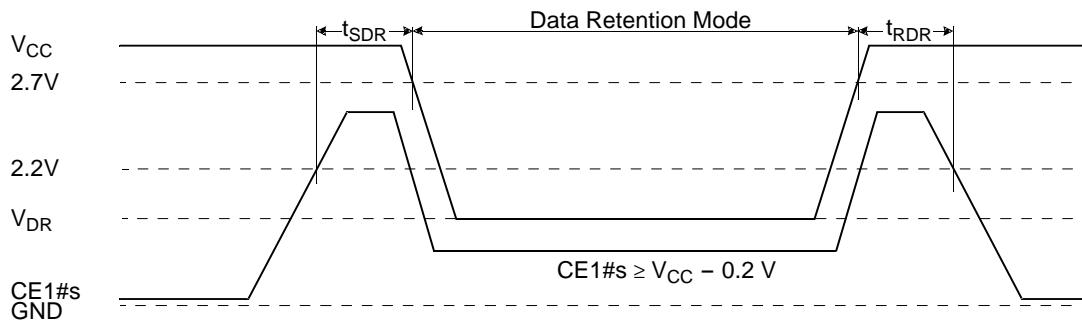 Data Retention Mode
tSDR
tRDR
VCC
2.7V
2.2V
VDR
CE1#s ≥ VCC − 0.2 V
CE1#s
GND